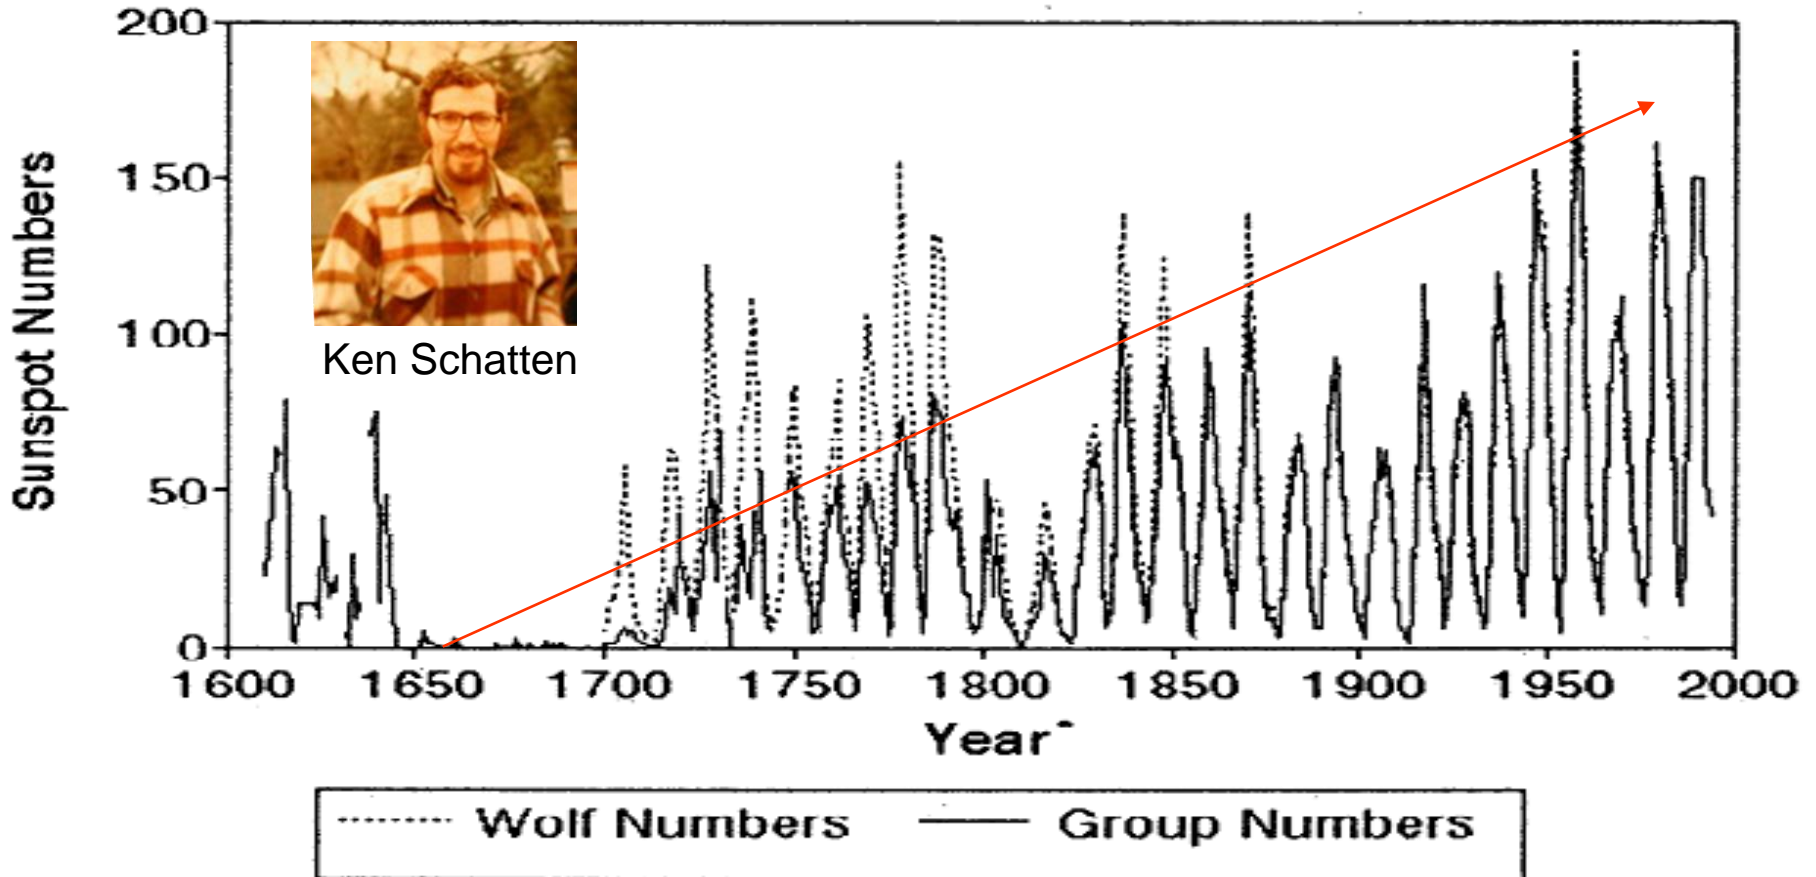 200
150
100
50
0
Sunspot Numbers
Ken Schatten
1600 1650 1700 1750 1800 1850 1900 1950 2000
Year
Wolf Numbers Group Numbers